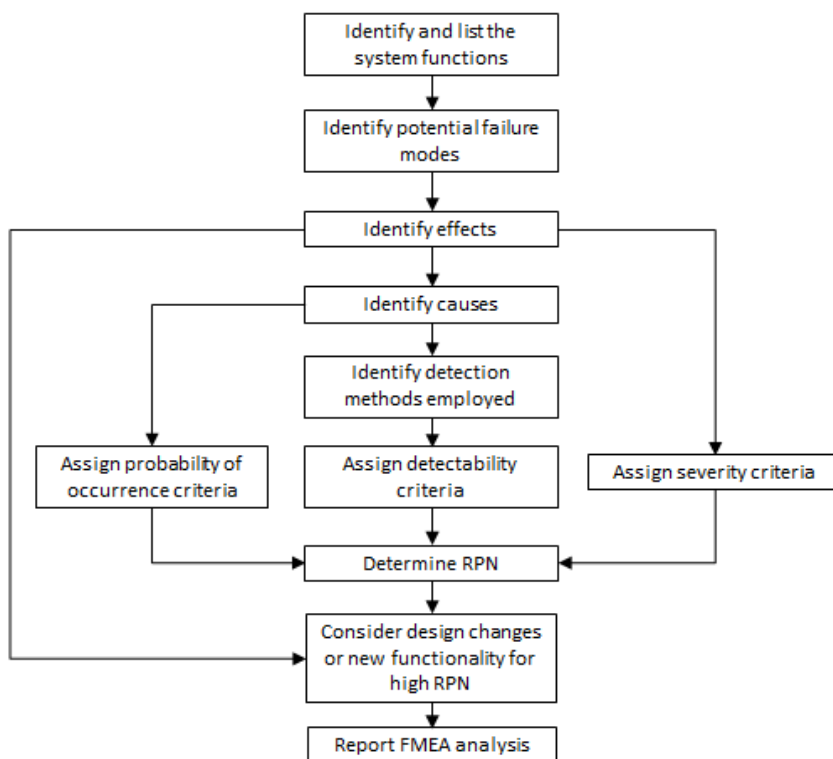 Identify and list the
system functions
Identify potential failure
modes
Identify effects
Identify causes
Identify detection
methods employed
Assign probability of
occurrence criteria
Assign detectability
criteria
Assign severity criteria
Determine RPN
Consider design changes
or new functionality for
high RPN
Report FMEA analysis